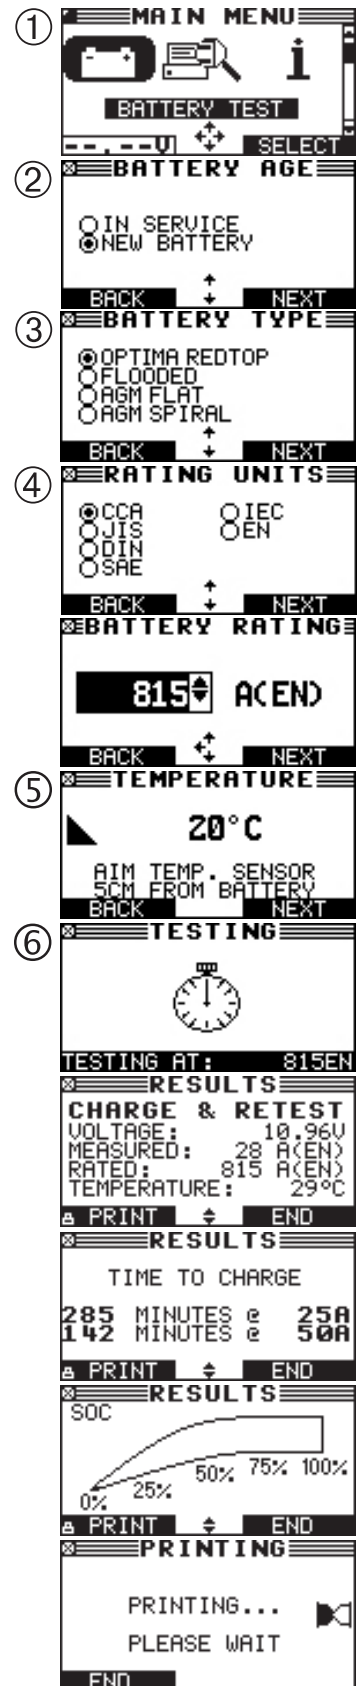 ①
MAIN MENU
i
BATTERY TEST
--.--V SELECT
②
BATTERY AGE
IN SERVICE
NEW BATTERY
BACK NEXT
③
BATTERY TYPE
OPTIMA REDTOP
FLOODED
AGM FLAT
AGM SPIRAL
BACK NEXT
④
RATING UNITS
CCA IEC
JIS EN
DIN
SAE
BACK NEXT
BATTERY RATING
815 A(EN)
BACK NEXT
⑤
TEMPERATURE
20°C
AIM TEMP. SENSOR
5CM FROM BATTERY
BACK NEXT
⑥
TESTING
TESTING AT: 815EN
RESULTS
CHARGE & RETEST
VOLTAGE: 10.96V
MEASURED: 28 A(EN)
RATED: 815 A(EN)
TEMPERATURE: 29°C
PRINT END
RESULTS
TIME TO CHARGE
285 MINUTES @ 25A
142 MINUTES @ 50A
PRINT END
RESULTS
SOC
0% 25% 50% 75% 100%
PRINT END
PRINTING
PRINTING...
PLEASE WAIT
END